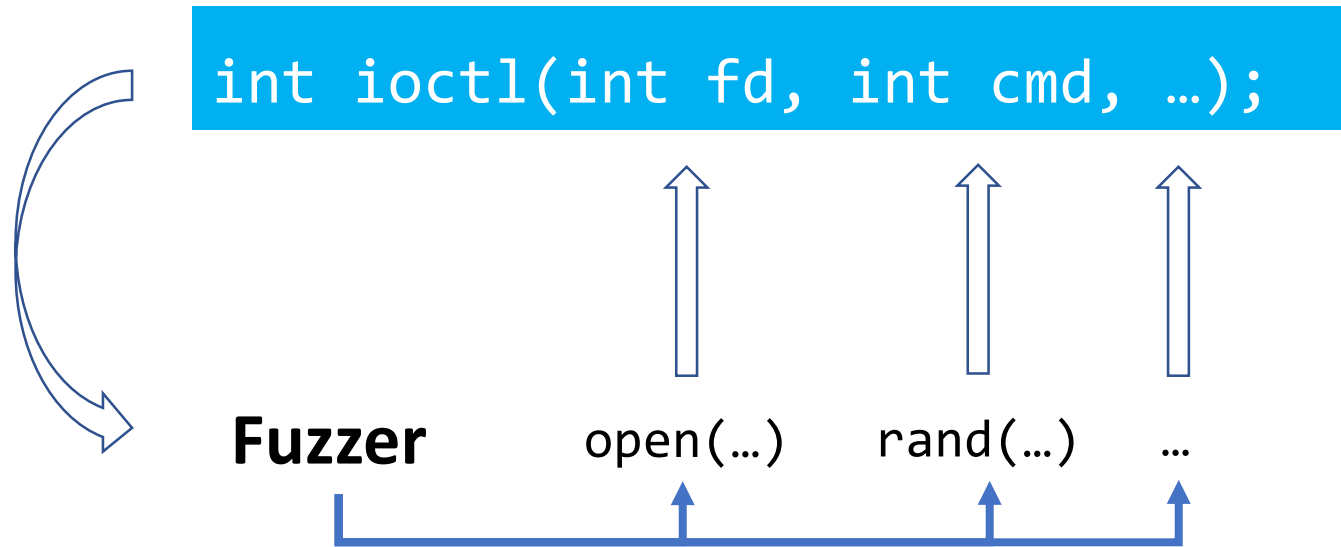 int ioctl(int fd, int cmd, …);
Fuzzer open(…) rand(…) …